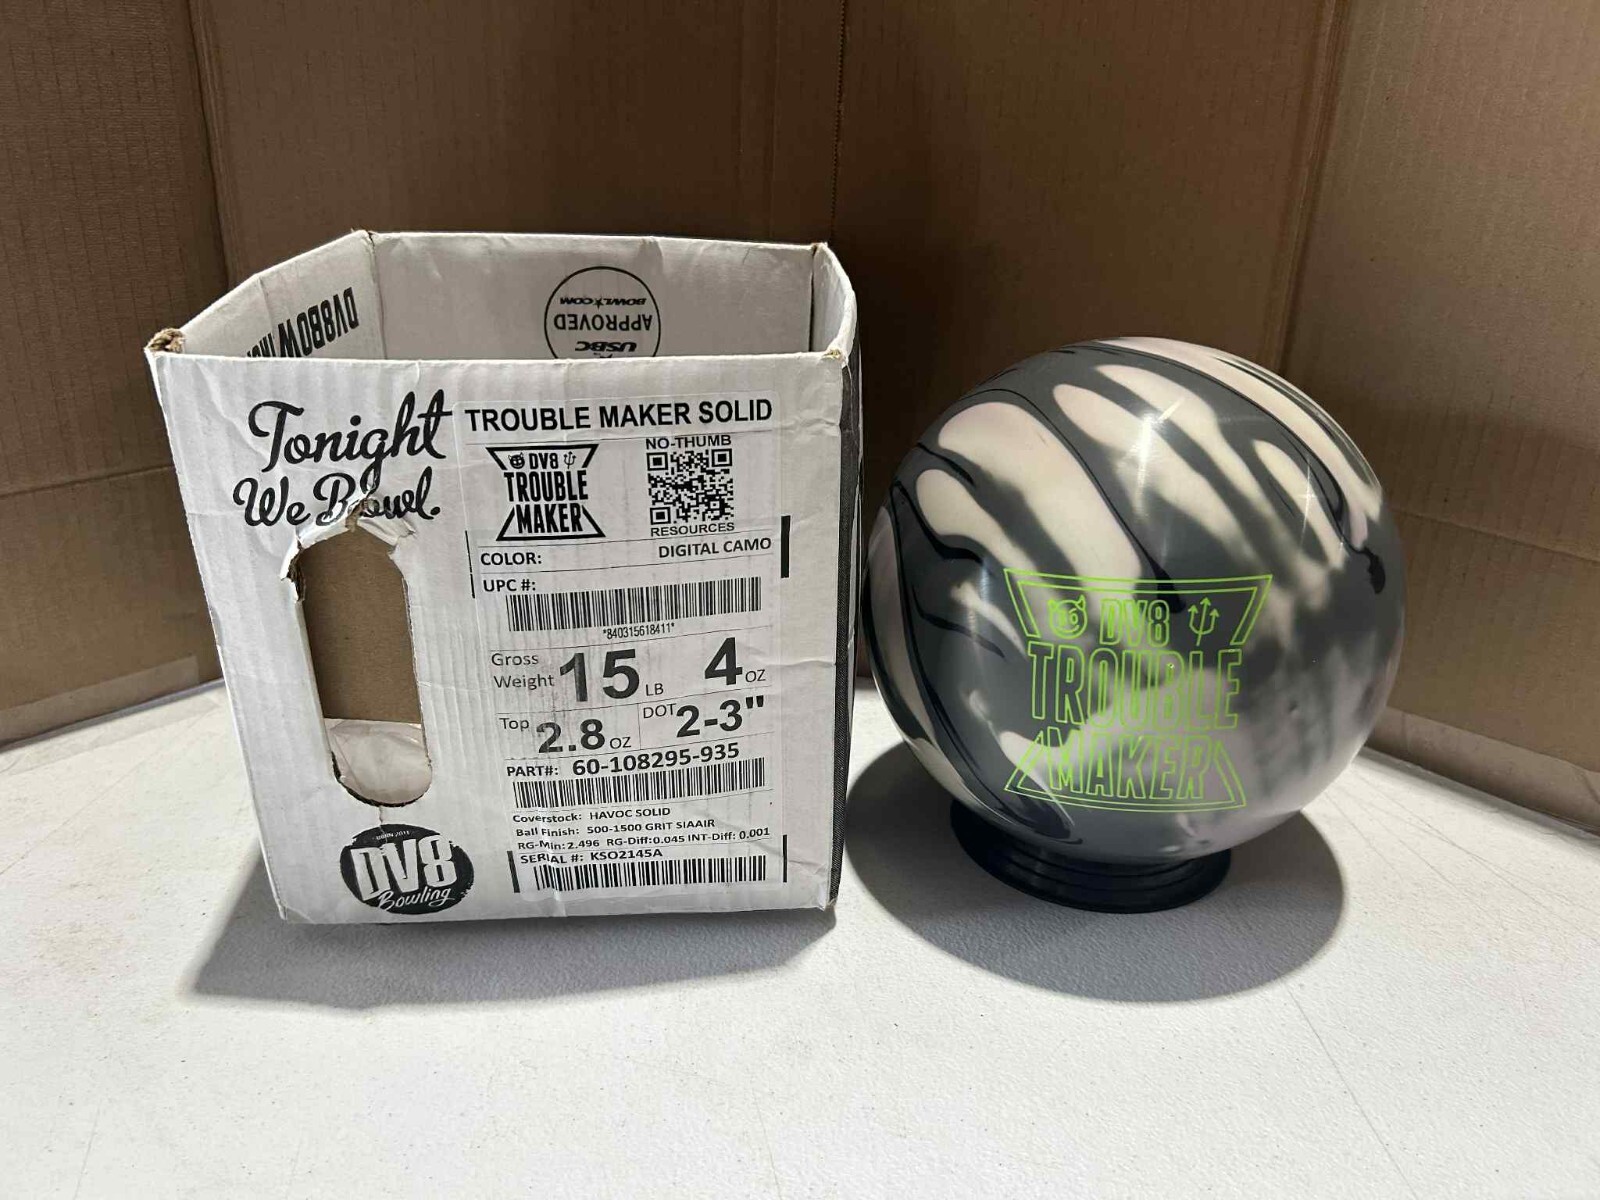 DV8BOWLING
BOWL.COM
APPROVED
USBC
Tonight
We Bowl.
TROUBLE MAKER SOLID
DV8
TROUBLE
MAKER
NO-THUMB
RESOURCES
COLOR: DIGITAL CAMO
UPC #:
*840315618411*
Gross
Weight 15 LB 4 OZ
Top 2.8 OZ DOT 2-3"
PART#: 60-108295-935
Coverstock: HAVOC SOLID
Ball Finish: 500-1500 GRIT SIAAIR
RG-Min: 2.496 RG-Diff:0.045 INT-Diff: 0.001
SERIAL #: KSO2145A
DV8
Bowling
DV8
TROUBLE
MAKER